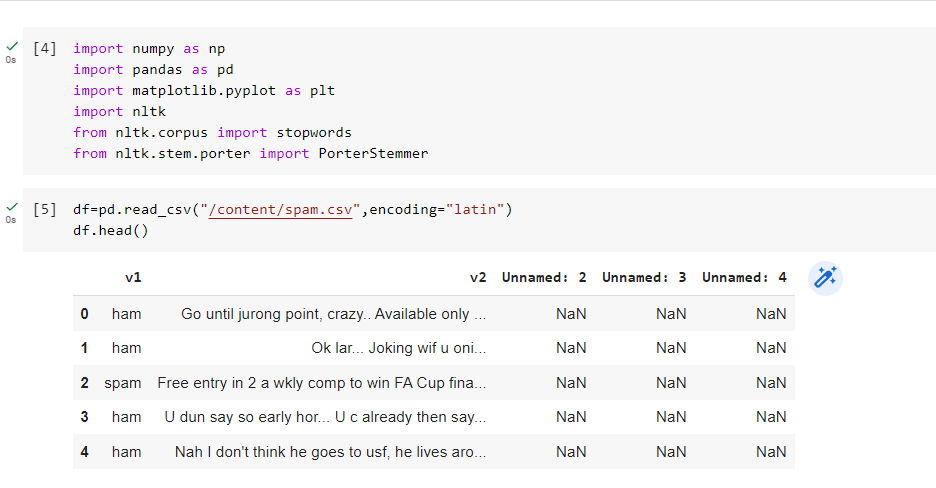 [4] import numpy as np
import pandas as pd
import matplotlib.pyplot as plt
import nltk
from nltk.corpus import stopwords
from nltk.stem.porter import PorterStemmer
0s
[5] df=pd.read_csv("/content/spam.csv",encoding="latin")
df.head()
0s
v1 v2 Unnamed: 2 Unnamed: 3 Unnamed: 4
0 ham Go until jurong point, crazy.. Available only ... NaN NaN NaN
1 ham Ok lar... Joking wif u oni... NaN NaN NaN
2 spam Free entry in 2 a wkly comp to win FA Cup fina... NaN NaN NaN
3 ham U dun say so early hor... U c already then say... NaN NaN NaN
4 ham Nah I don't think he goes to usf, he lives aro... NaN NaN NaN